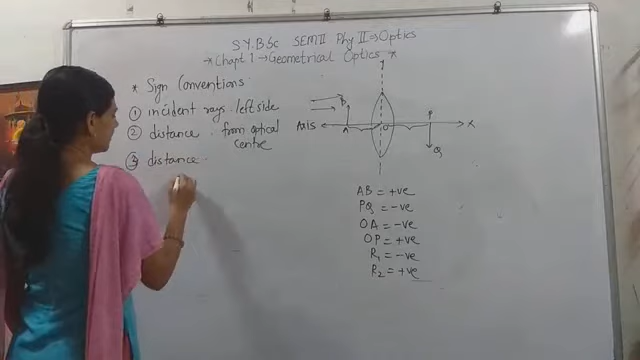 S.Y.B.Sc SEM II Phy II ⇒ Optics
* Chapt 1 → Geometrical Optics *
* Sign Conventions
① incident rays left side
② distance from optical
centre
③ distance
Y
B
P
Axis
A
O
X
Q
AB = +ve
PQ = -ve
OA = -ve
OP = +ve
R₁ = -ve
R₂ = +ve